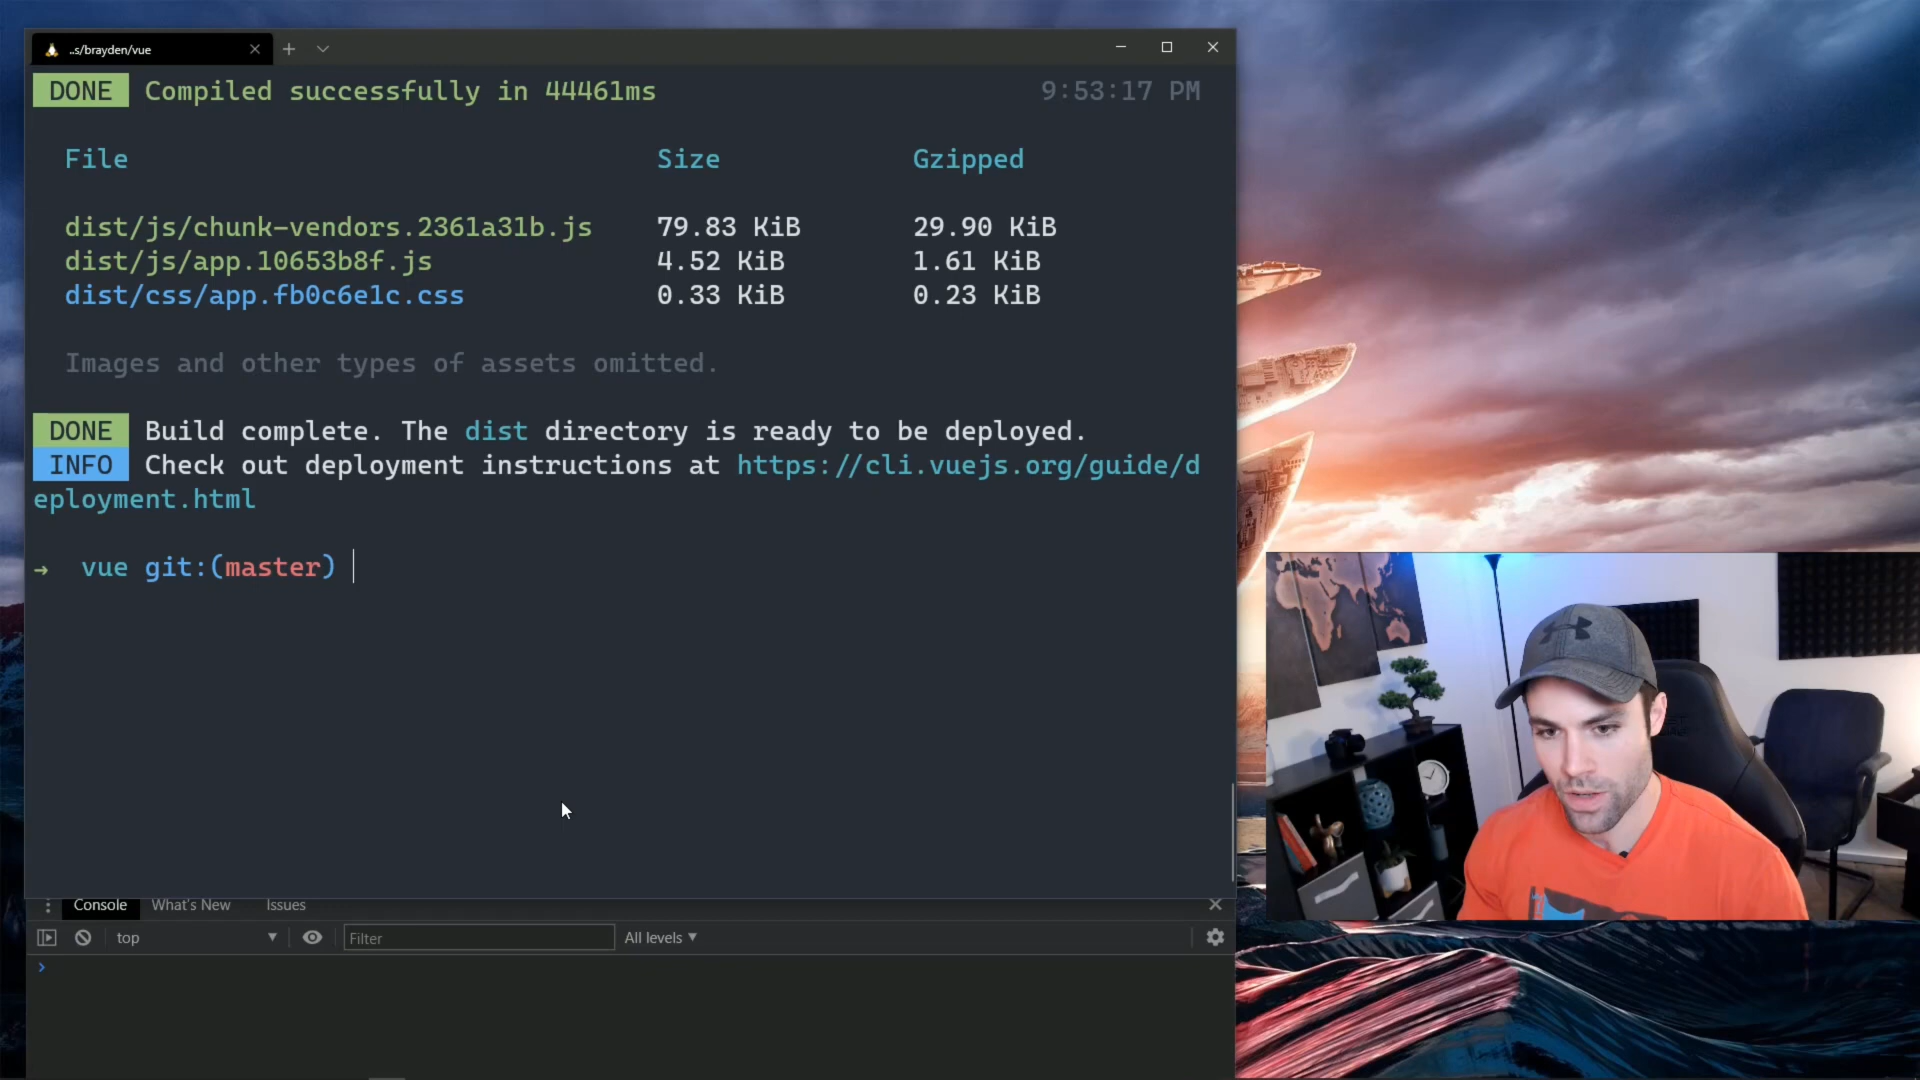 ..s/brayden/vue
DONE Compiled successfully in 44461ms 9:53:17 PM
File Size Gzipped
dist/js/chunk-vendors.2361a31b.js 79.83 KiB 29.90 KiB
dist/js/app.10653b8f.js 4.52 KiB 1.61 KiB
dist/css/app.fb0c6e1c.css 0.33 KiB 0.23 KiB
Images and other types of assets omitted.
DONE Build complete. The dist directory is ready to be deployed.
INFO Check out deployment instructions at https://cli.vuejs.org/guide/d
eployment.html
→ vue git:(master)
Console What's New Issues
top Filter All levels ▼